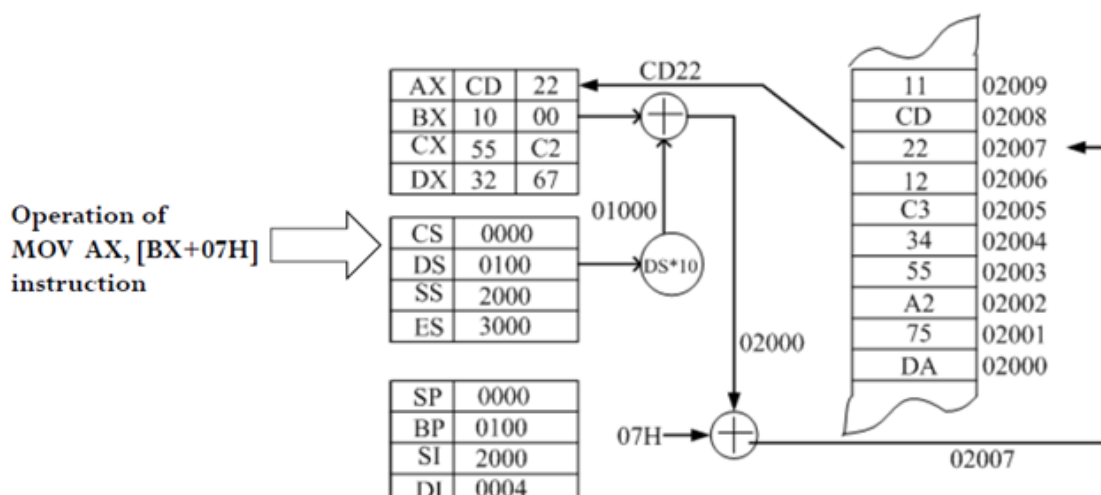 Operation of
MOV AX, [BX+07H]
instruction
AX CD 22
BX 10 00
CX 55 C2
DX 32 67
CS 0000
DS 0100
SS 2000
ES 3000
SP 0000
BP 0100
SI 2000
DI 0004
CD22
01000
DS*10
02000
07H
02007
11 02009
CD 02008
22 02007
12 02006
C3 02005
34 02004
55 02003
A2 02002
75 02001
DA 02000